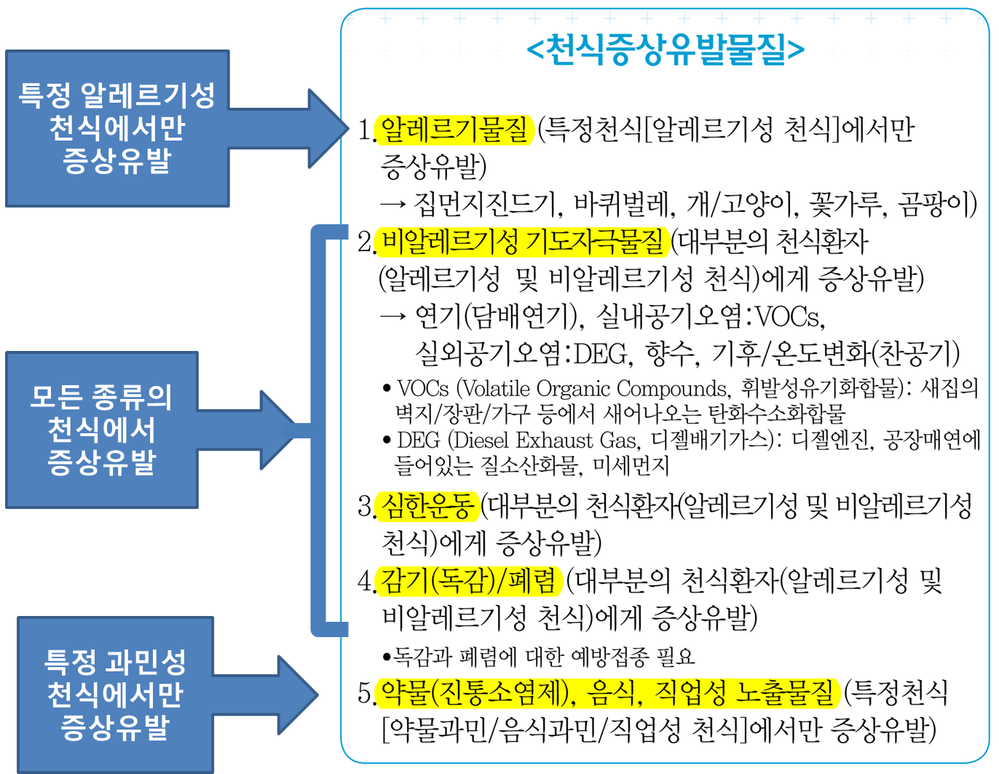 <천식증상유발물질>
특정 알레르기성
천식에서만
증상유발
1. 알레르기물질 (특정천식[알레르기성 천식]에서만
증상유발)
→ 집먼지진드기, 바퀴벌레, 개/고양이, 꽃가루, 곰팡이)
2. 비알레르기성 기도자극물질 (대부분의 천식환자
(알레르기성 및 비알레르기성 천식)에게 증상유발)
→ 연기(담배연기), 실내공기오염:VOCs,
실외공기오염:DEG, 향수, 기후/온도변화(찬공기)
• VOCs (Volatile Organic Compounds, 휘발성유기화합물): 새집의
벽지/장판/가구 등에서 새어나오는 탄화수소화합물
• DEG (Diesel Exhaust Gas, 디젤배기가스): 디젤엔진, 공장매연에
들어있는 질소산화물, 미세먼지
모든 종류의
천식에서
증상유발
3. 심한운동 (대부분의 천식환자(알레르기성 및 비알레르기성
천식)에게 증상유발)
4. 감기(독감)/폐렴 (대부분의 천식환자(알레르기성 및
비알레르기성 천식)에게 증상유발)
•독감과 폐렴에 대한 예방접종 필요
특정 과민성
천식에서만
증상유발
5. 약물(진통소염제), 음식, 직업성 노출물질 (특정천식
[약물과민/음식과민/직업성 천식]에서만 증상유발)